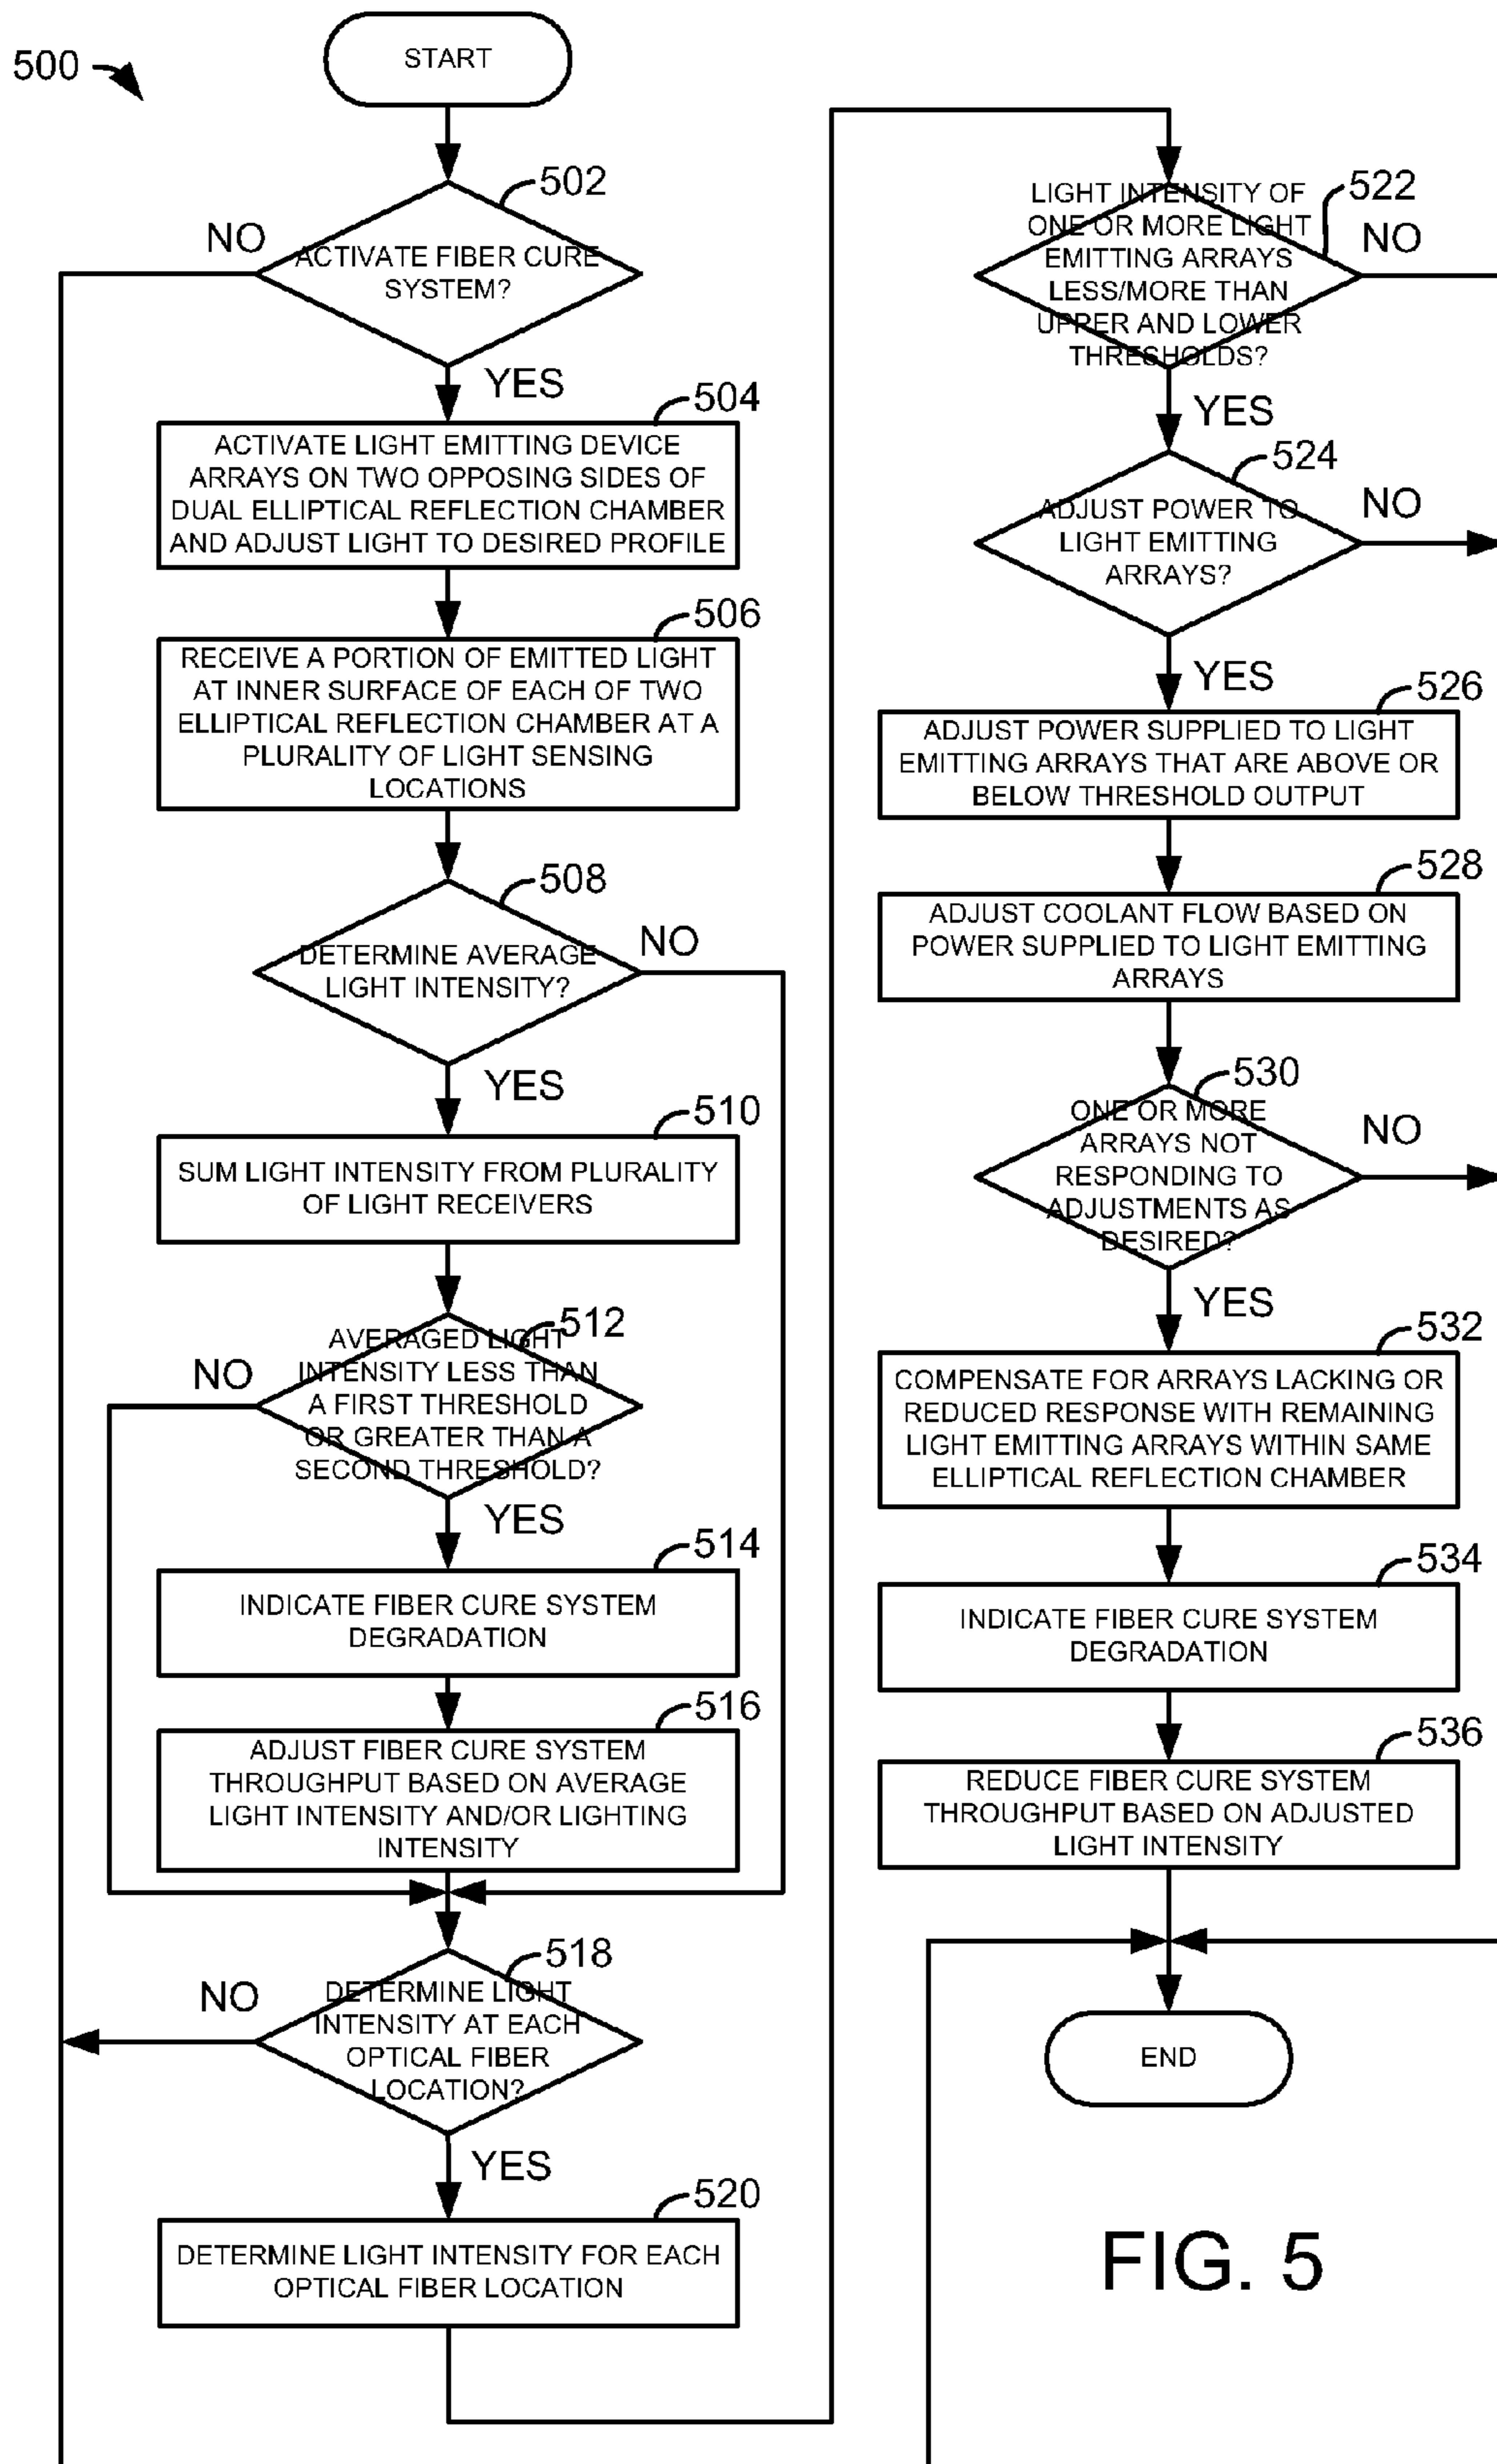 500
START
502
NO
ACTIVATE FIBER CURE
SYSTEM?
YES
504
ACTIVATE LIGHT EMITTING DEVICE
ARRAYS ON TWO OPPOSING SIDES OF
DUAL ELLIPTICAL REFLECTION CHAMBER
AND ADJUST LIGHT TO DESIRED PROFILE
506
RECEIVE A PORTION OF EMITTED LIGHT
AT INNER SURFACE OF EACH OF TWO
ELLIPTICAL REFLECTION CHAMBER AT A
PLURALITY OF LIGHT SENSING
LOCATIONS
508
NO
DETERMINE AVERAGE
LIGHT INTENSITY?
YES
510
SUM LIGHT INTENSITY FROM PLURALITY
OF LIGHT RECEIVERS
512
NO
AVERAGED LIGHT
INTENSITY LESS THAN
A FIRST THRESHOLD
OR GREATER THAN A
SECOND THRESHOLD?
YES
514
INDICATE FIBER CURE SYSTEM
DEGRADATION
516
ADJUST FIBER CURE SYSTEM
THROUGHPUT BASED ON AVERAGE
LIGHT INTENSITY AND/OR LIGHTING
INTENSITY
518
NO
DETERMINE LIGHT
INTENSITY AT EACH
OPTICAL FIBER
LOCATION?
YES
520
DETERMINE LIGHT INTENSITY FOR EACH
OPTICAL FIBER LOCATION
522
NO
LIGHT INTENSITY OF
ONE OR MORE LIGHT
EMITTING ARRAYS
LESS/MORE THAN
UPPER AND LOWER
THRESHOLDS?
YES
524
NO
ADJUST POWER TO
LIGHT EMITTING
ARRAYS?
YES
526
ADJUST POWER SUPPLIED TO LIGHT
EMITTING ARRAYS THAT ARE ABOVE OR
BELOW THRESHOLD OUTPUT
528
ADJUST COOLANT FLOW BASED ON
POWER SUPPLIED TO LIGHT EMITTING
ARRAYS
530
NO
ONE OR MORE
ARRAYS NOT
RESPONDING TO
ADJUSTMENTS AS
DESIRED?
YES
532
COMPENSATE FOR ARRAYS LACKING OR
REDUCED RESPONSE WITH REMAINING
LIGHT EMITTING ARRAYS WITHIN SAME
ELLIPTICAL REFLECTION CHAMBER
534
INDICATE FIBER CURE SYSTEM
DEGRADATION
536
REDUCE FIBER CURE SYSTEM
THROUGHPUT BASED ON ADJUSTED
LIGHT INTENSITY
END
FIG. 5